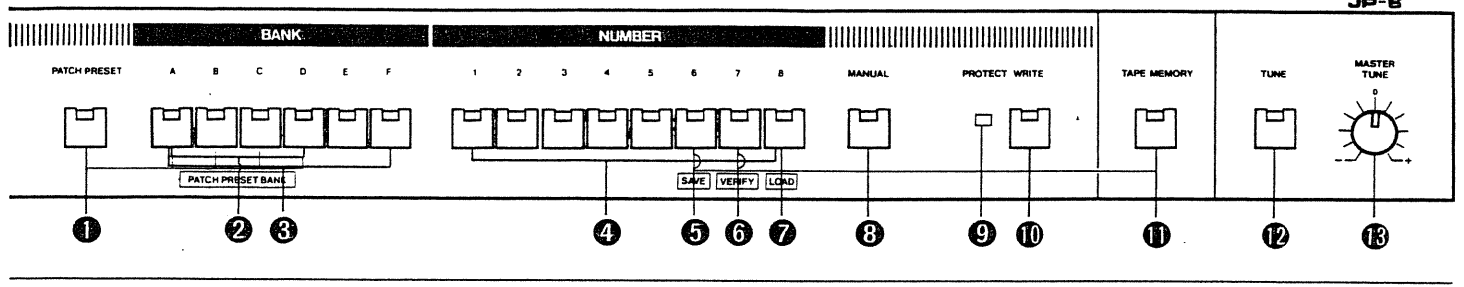 JP-6
BANK NUMBER
PATCH PRESET A B C D E F 1 2 3 4 5 6 7 8 MANUAL PROTECT WRITE TAPE MEMORY TUNE MASTER TUNE
0
- +
PATCH PRESET BANK SAVE VERIFY LOAD
1 2 3 4 5 6 7 8 9 10 11 12 13